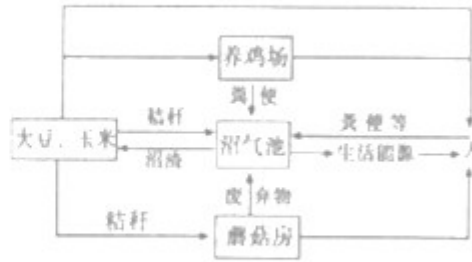 养鸡场
粪便
秸秆
粪便等
大豆、玉米
沼气池
人
沼渣
生活能源
废弃物
秸秆
蘑菇房